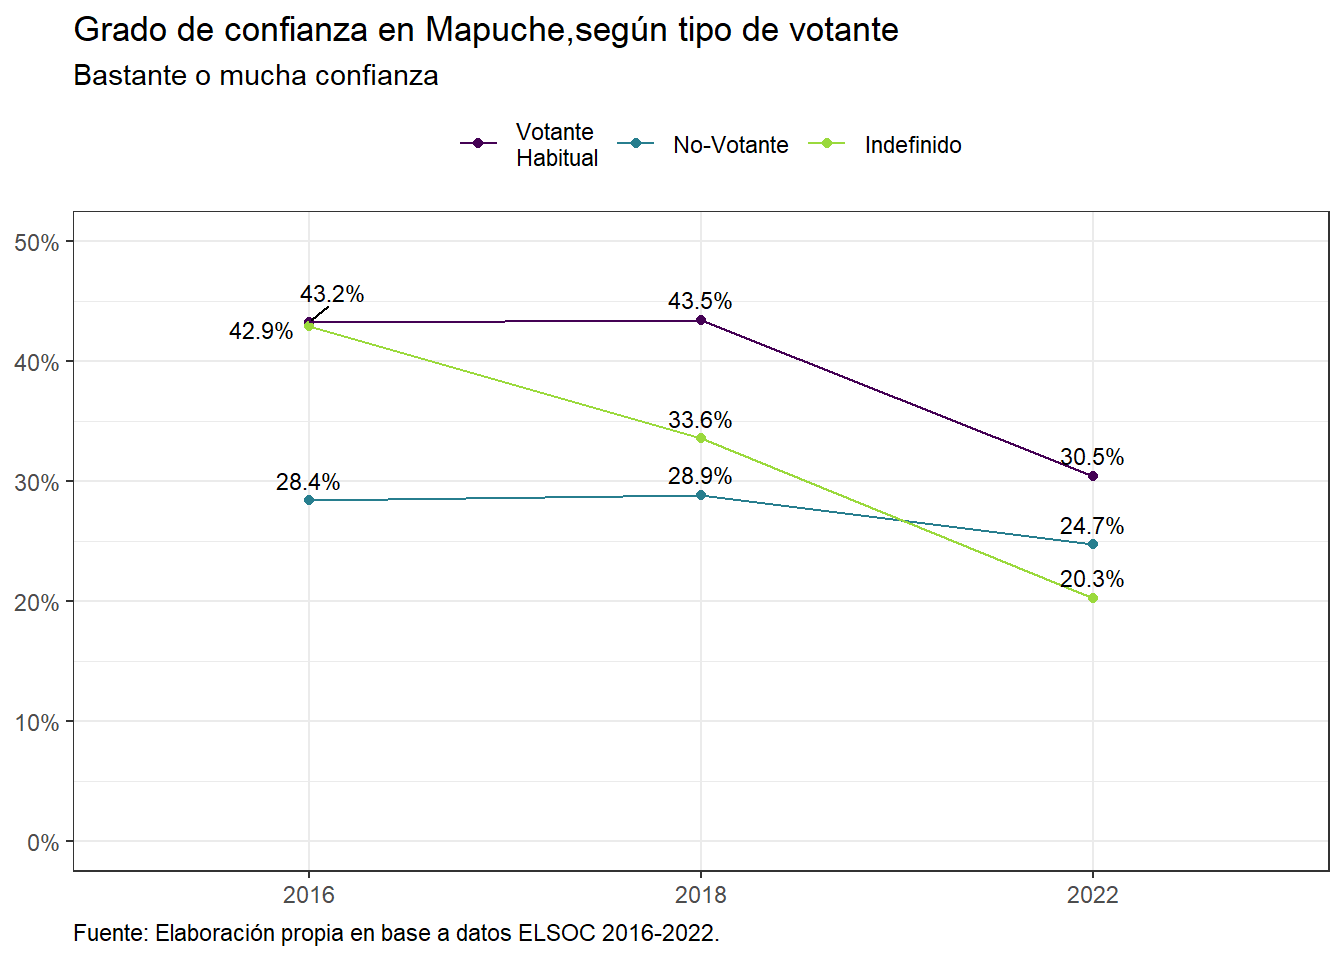 Grado de confianza en Mapuche,según tipo de votante
Bastante o mucha confianza
Votante
Habitual
No-Votante
Indefinido
50%
40%
30%
20%
10%
0%
43.2%
42.9%
28.4%
43.5%
33.6%
28.9%
30.5%
24.7%
20.3%
2016
2018
2022
Fuente: Elaboración propia en base a datos ELSOC 2016-2022.